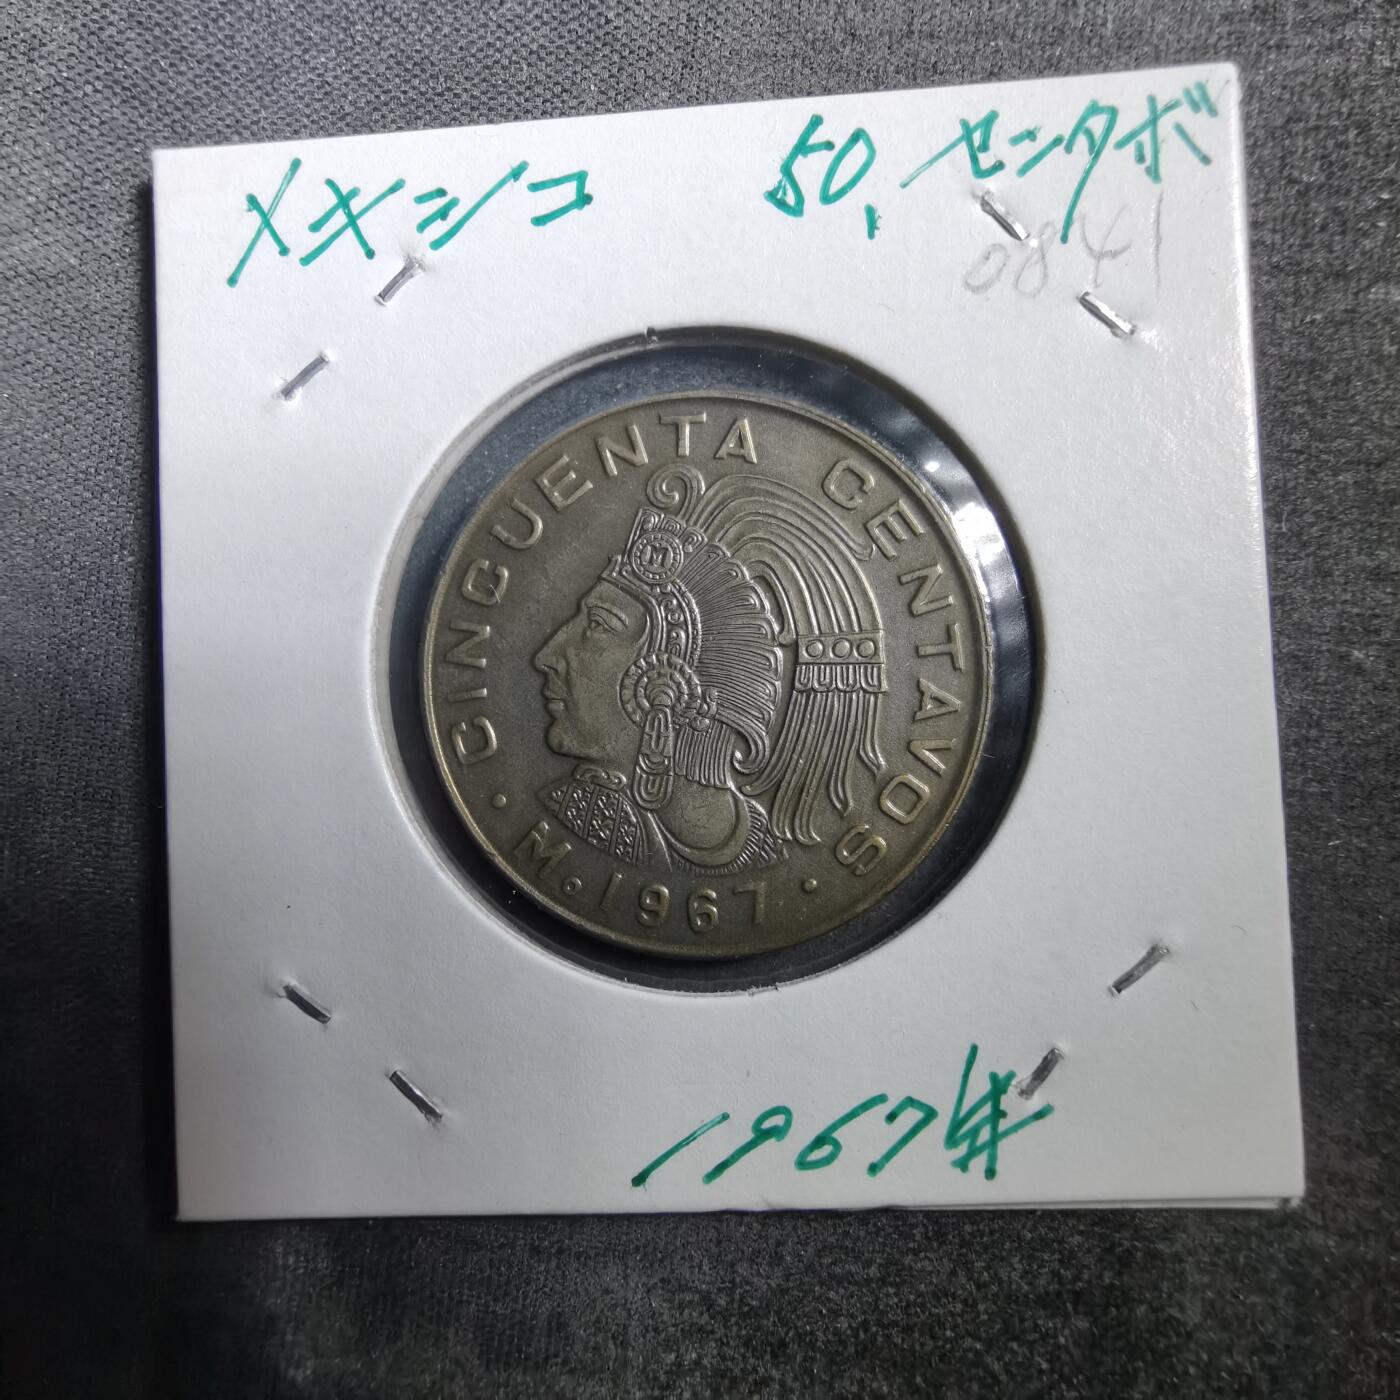 メキシコ 50, センタボ
0841
CINCUENTA CENTAVOS
M
M. 1967
1967年